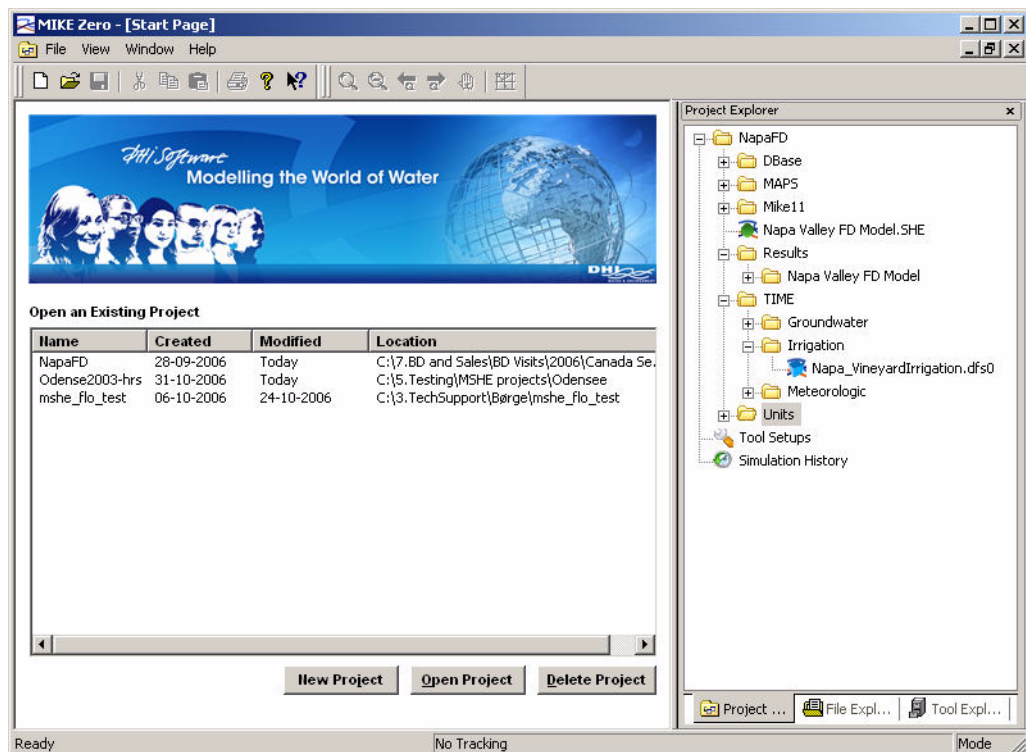 MIKE Zero - [Start Page]
File View Window Help
DHI Software
Modelling the World of Water
DHI
Open an Existing Project
Name Created Modified Location
NapaFD 28-09-2006 Today C:\7.BD and Sales\BD Visits\2006\Canada Se.
Odense2003-hrs 31-10-2006 Today C:\5.Testing\MSHE projects\Odensee
mshe_flo_test 06-10-2006 24-10-2006 C:\3.TechSupport\Børge\mshe_flo_test
New Project Open Project Delete Project
Project Explorer
NapaFD
DBase
MAPS
Mike11
Napa Valley FD Model.SHE
Results
Napa Valley FD Model
TIME
Groundwater
Irrigation
Napa_VineyardIrrigation.dfs0
Meteorologic
Units
Tool Setups
Simulation History
Project ... File Expl... Tool Expl...
Ready No Tracking Mode